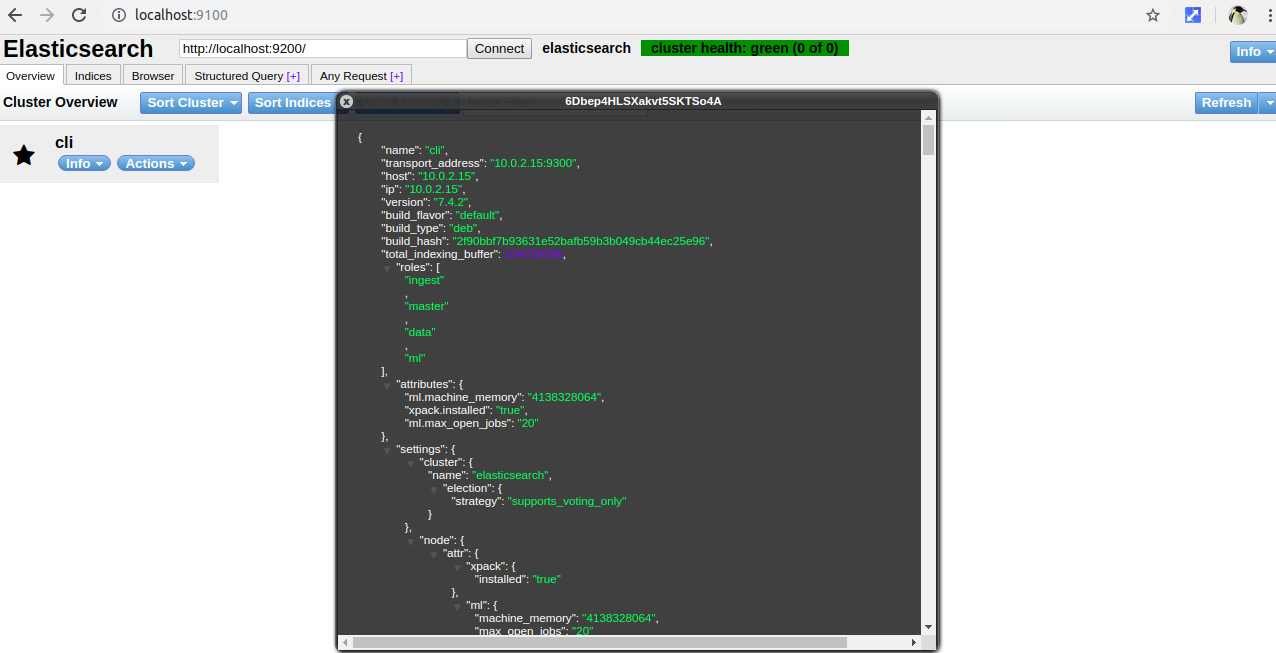 localhost:9100
Elasticsearch
http://localhost:9200/
Connect
elasticsearch
cluster health: green (0 of 0)
Info
Overview
Indices
Browser
Structured Query [+]
Any Request [+]
Cluster Overview
Sort Cluster
Sort Indices
Index Filter
Refresh
cli
Info
Actions
6Dbep4HLSXakvt5SKTSo4A
{
"name": "cli",
"transport_address": "10.0.2.15:9300",
"host": "10.0.2.15",
"ip": "10.0.2.15",
"version": "7.4.2",
"build_flavor": "default",
"build_type": "deb",
"build_hash": "2f90bbf7b93631e52bafb59b3b049cb44ec25e96",
"total_indexing_buffer": ,
"roles": [
"ingest"
,
"master"
,
"data"
,
"ml"
],
"attributes": {
"ml.machine_memory": "4138328064",
"xpack.installed": "true",
"ml.max_open_jobs": "20"
},
"settings": {
"cluster": {
"name": "elasticsearch",
"election": {
"strategy": "supports_voting_only"
}
},
"node": {
"attr": {
"xpack": {
"installed": "true"
},
"ml": {
"machine_memory": "4138328064",
"max_open_jobs": "20"